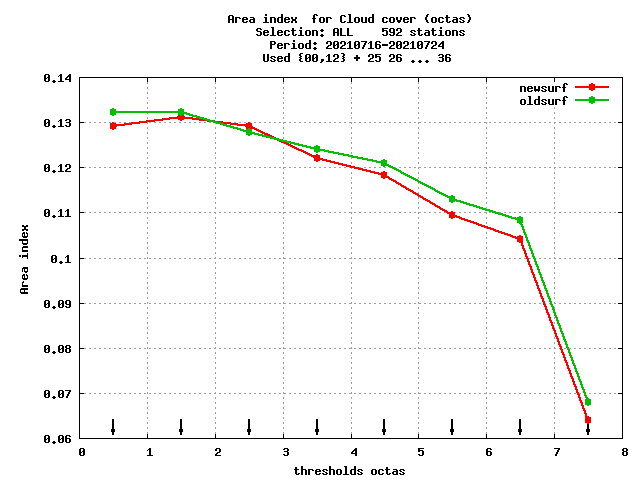 Area index  for Cloud cover (octas)
Selection: ALL    592 stations
Period: 20210716-20210724
Used {00,12} + 25 26 ... 36
newsurf
oldsurf
0.14
0.13
0.12
0.11
0.1
0.09
0.08
0.07
0.06
Area index
0 1 2 3 4 5 6 7 8
thresholds octas